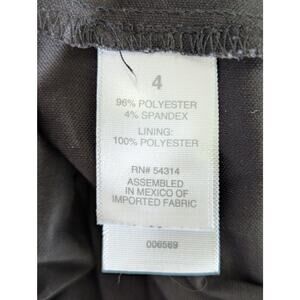 4
96% POLYESTER
4% SPANDEX
LINING:
100% POLYESTER
RN# 54314
ASSEMBLED
IN MEXICO OF
IMPORTED FABRIC
006569